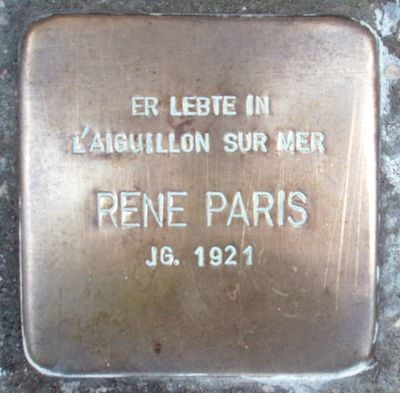 ER LEBTE IN
L'AIGUILLON SUR MER
RENE PARIS
JG. 1921